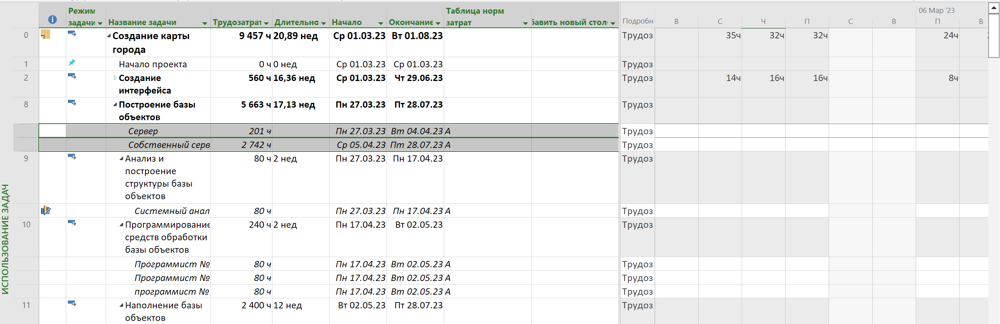 Режим задачи Название задачи Трудозатрат Длительно Начало Окончание Таблица норм затрат бавить новый стол Подробн 06 Мар '23
В С Ч П С В П В
0 Создание карты города 9 457 ч 20,89 нед Ср 01.03.23 Вт 01.08.23 Трудоз 35ч 32ч 32ч 24ч
1 Начало проекта 0 ч 0 нед Ср 01.03.23 Ср 01.03.23 Трудоз
2 Создание интерфейса 560 ч 16,36 нед Ср 01.03.23 Чт 29.06.23 Трудоз 14ч 16ч 16ч 8ч
8 Построение базы объектов 5 663 ч 17,13 нед Пн 27.03.23 Пт 28.07.23 Трудоз
Сервер 201 ч Пн 27.03.23 Вт 04.04.23 A Трудоз
Собственный серв 2 742 ч Ср 05.04.23 Пт 28.07.23 A Трудоз
9 Анализ и построение структуры базы объектов 80 ч 2 нед Пн 27.03.23 Пн 17.04.23 Трудоз
Системный анал 80 ч Пн 27.03.23 Пн 17.04.23 A Трудоз
10 Программирование средств обработки базы объектов 240 ч 2 нед Пн 17.04.23 Вт 02.05.23 Трудоз
Программист № 80 ч Пн 17.04.23 Вт 02.05.23 A Трудоз
Программист № 80 ч Пн 17.04.23 Вт 02.05.23 A Трудоз
программист № 80 ч Пн 17.04.23 Вт 02.05.23 A Трудоз
11 Наполнение базы объектов 2 400 ч 12 нед Вт 02.05.23 Пт 28.07.23 Трудоз
ИСПОЛЬЗОВАНИЕ ЗАДАЧ